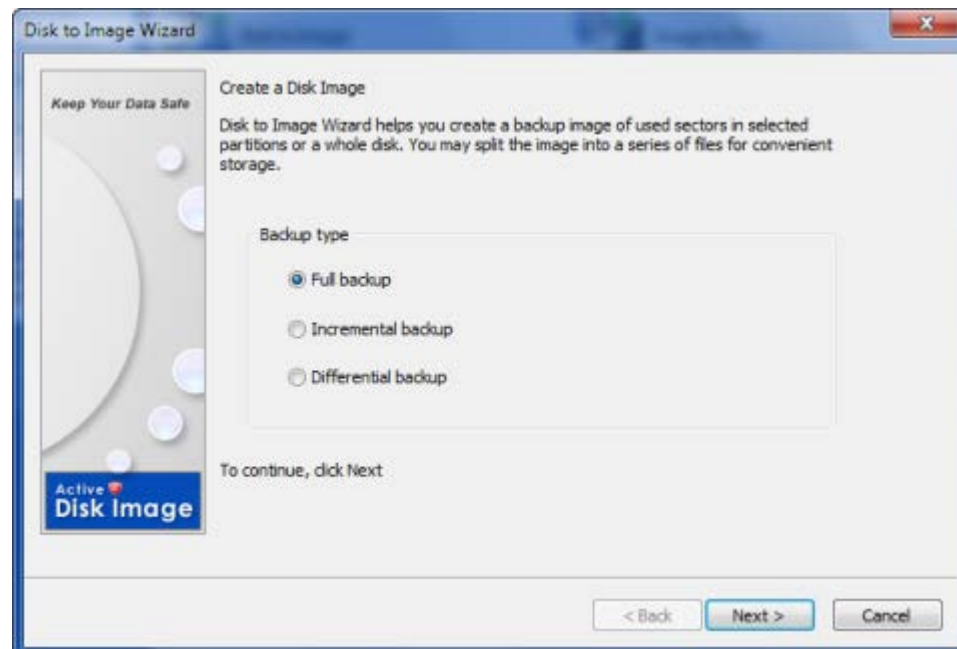 Disk to Image Wizard
Keep Your Data Safe
Create a Disk Image
Disk to Image Wizard helps you create a backup image of used sectors in selected
partitions or a whole disk. You may split the image into a series of files for convenient
storage.
Backup type
Full backup
Incremental backup
Differential backup
To continue, click Next
Active
Disk Image
< Back
Next >
Cancel